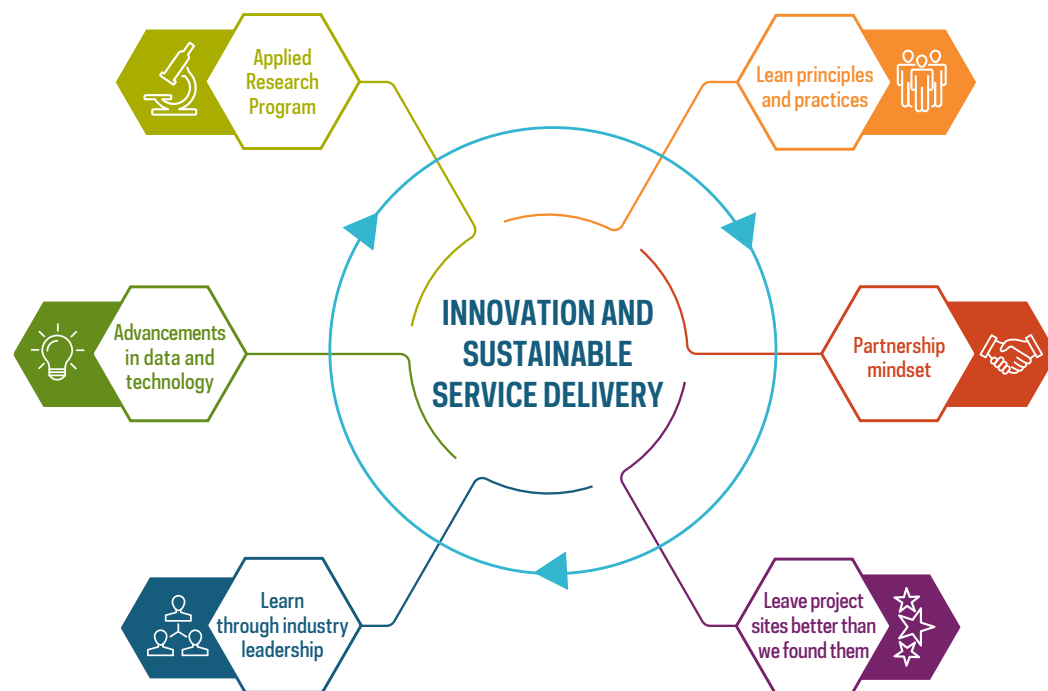 Applied
Research
Program
Lean principles
and practices
Advancements
in data and
technology
INNOVATION AND
SUSTAINABLE
SERVICE DELIVERY
Partnership
mindset
Learn
through industry
leadership
Leave project
sites better than
we found them